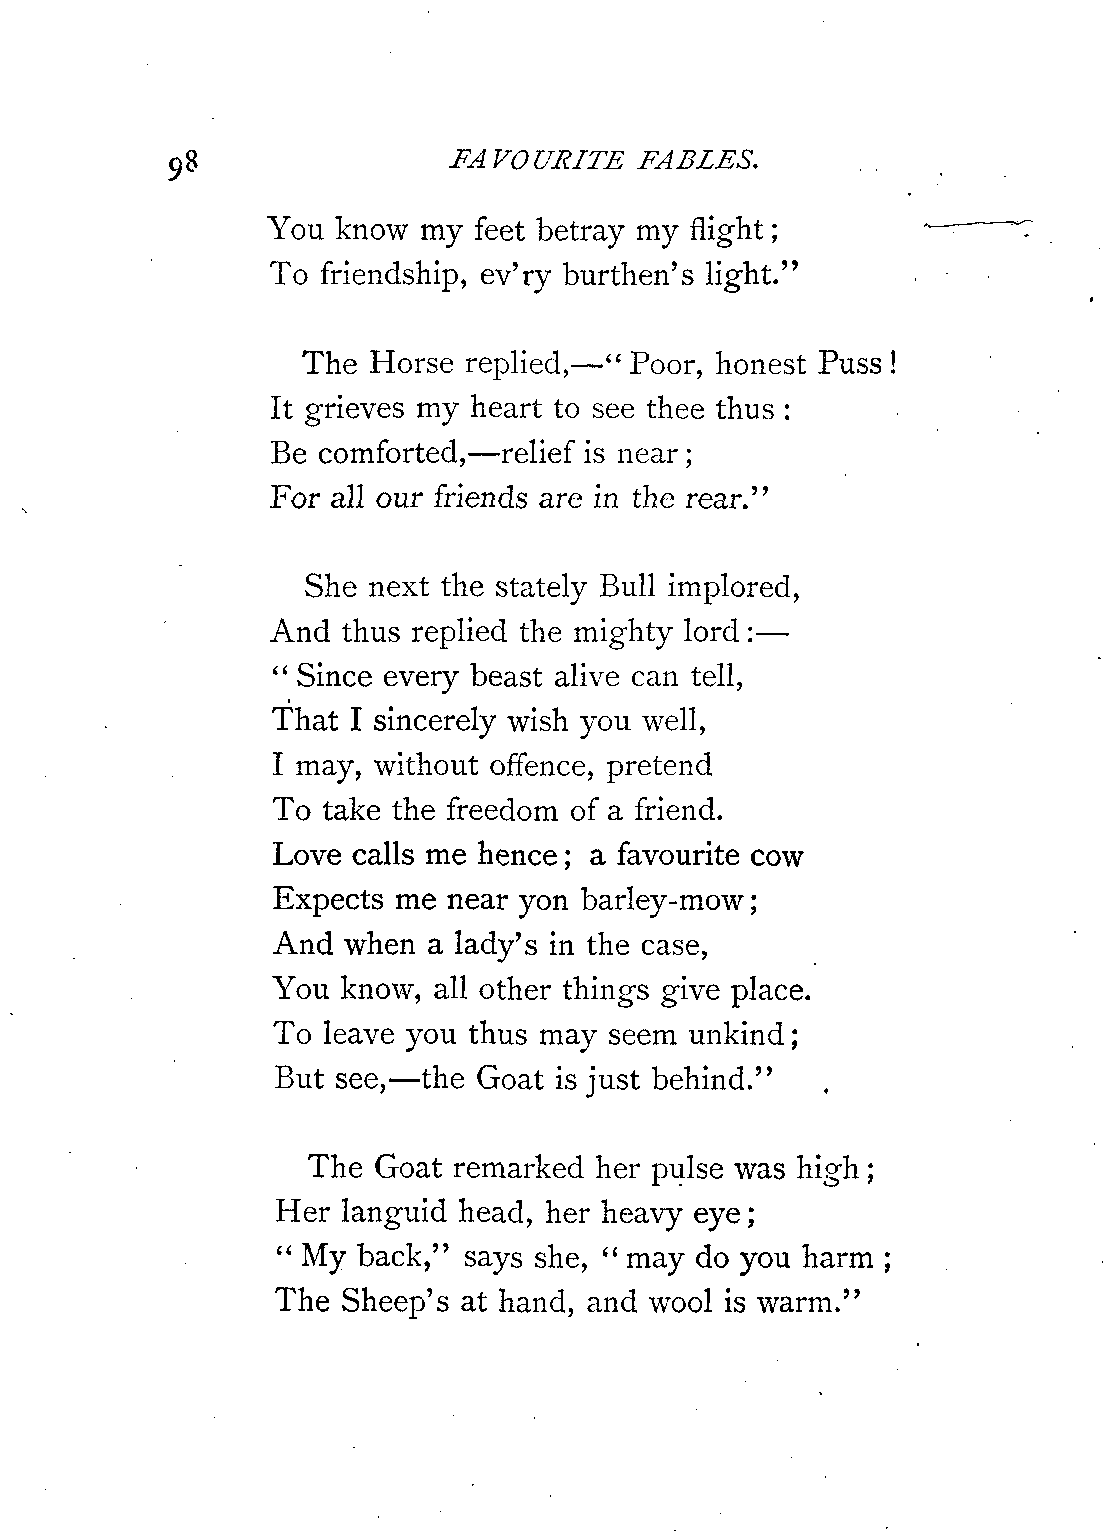 98 FAVOURITE FABLES.
You know my feet betray my flight;
To friendship, ev'ry burthen's light."
The Horse replied,—"Poor, honest Puss!
It grieves my heart to see thee thus:
Be comforted,—relief is near;
For all our friends are in the rear."
She next the stately Bull implored,
And thus replied the mighty lord:—
"Since every beast alive can tell,
That I sincerely wish you well,
I may, without offence, pretend
To take the freedom of a friend.
Love calls me hence; a favourite cow
Expects me near yon barley-mow;
And when a lady's in the case,
You know, all other things give place.
To leave you thus may seem unkind;
But see,—the Goat is just behind."
The Goat remarked her pulse was high;
Her languid head, her heavy eye;
"My back," says she, "may do you harm;
The Sheep's at hand, and wool is warm."